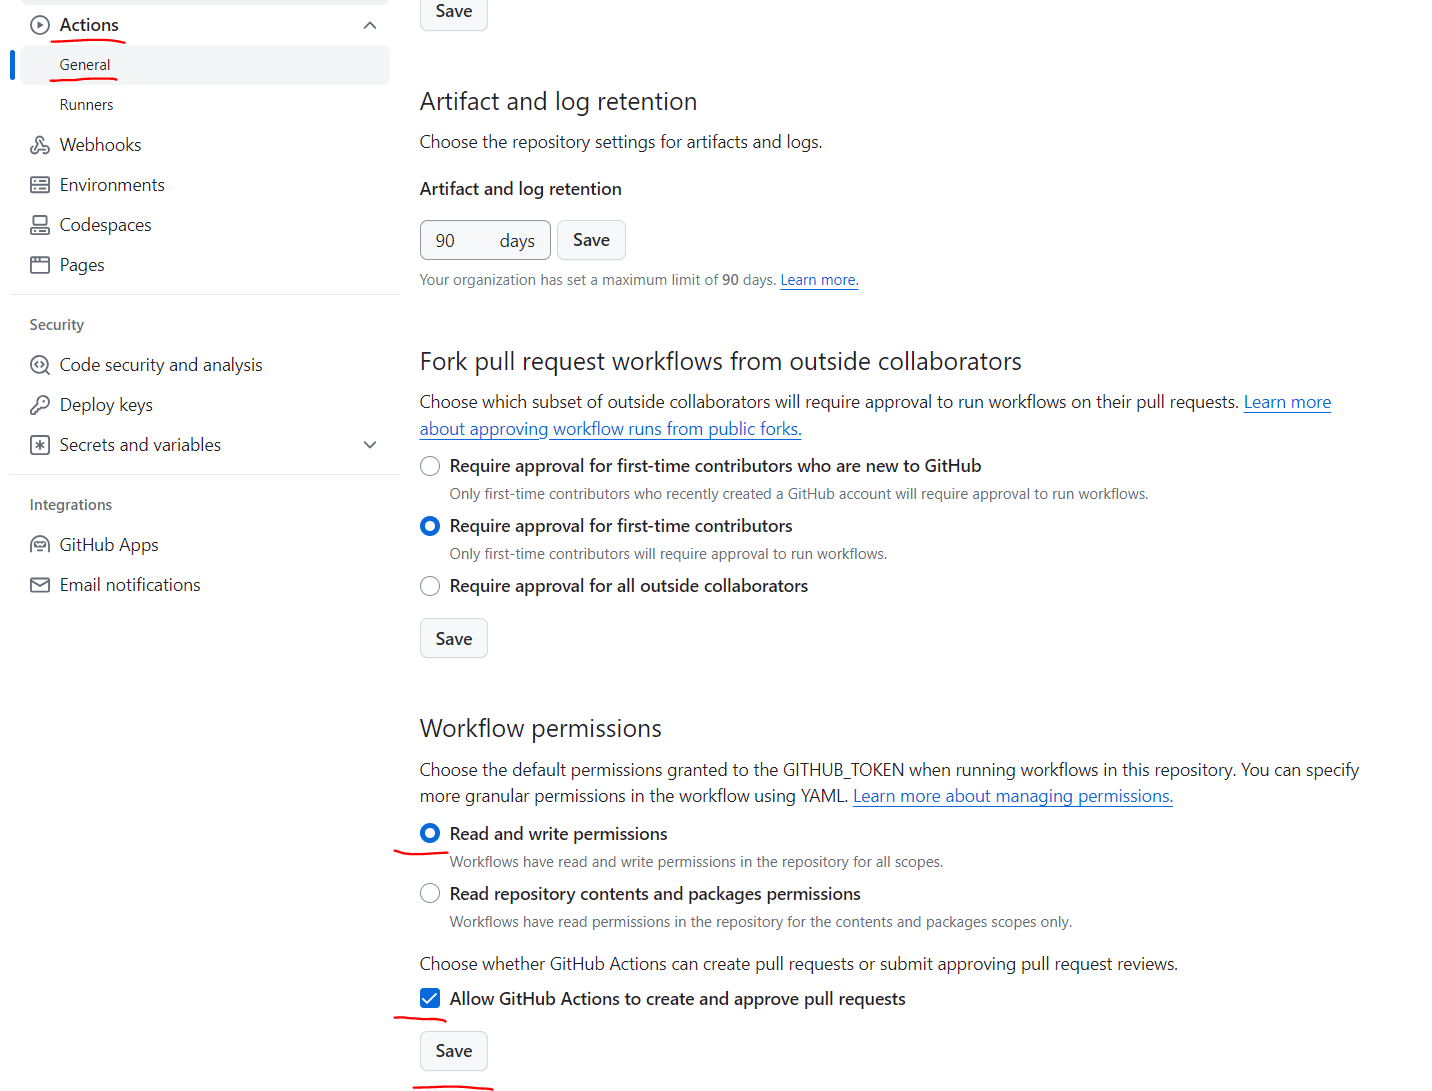 Actions
General
Runners
Webhooks
Environments
Codespaces
Pages
Security
Code security and analysis
Deploy keys
Secrets and variables
Integrations
GitHub Apps
Email notifications
Save
Artifact and log retention
Choose the repository settings for artifacts and logs.
Artifact and log retention
90 days Save
Your organization has set a maximum limit of 90 days. Learn more.
Fork pull request workflows from outside collaborators
Choose which subset of outside collaborators will require approval to run workflows on their pull requests. Learn more
about approving workflow runs from public forks.
Require approval for first-time contributors who are new to GitHub
Only first-time contributors who recently created a GitHub account will require approval to run workflows.
Require approval for first-time contributors
Only first-time contributors will require approval to run workflows.
Require approval for all outside collaborators
Save
Workflow permissions
Choose the default permissions granted to the GITHUB_TOKEN when running workflows in this repository. You can specify
more granular permissions in the workflow using YAML. Learn more about managing permissions.
Read and write permissions
Workflows have read and write permissions in the repository for all scopes.
Read repository contents and packages permissions
Workflows have read permissions in the repository for the contents and packages scopes only.
Choose whether GitHub Actions can create pull requests or submit approving pull request reviews.
Allow GitHub Actions to create and approve pull requests
Save